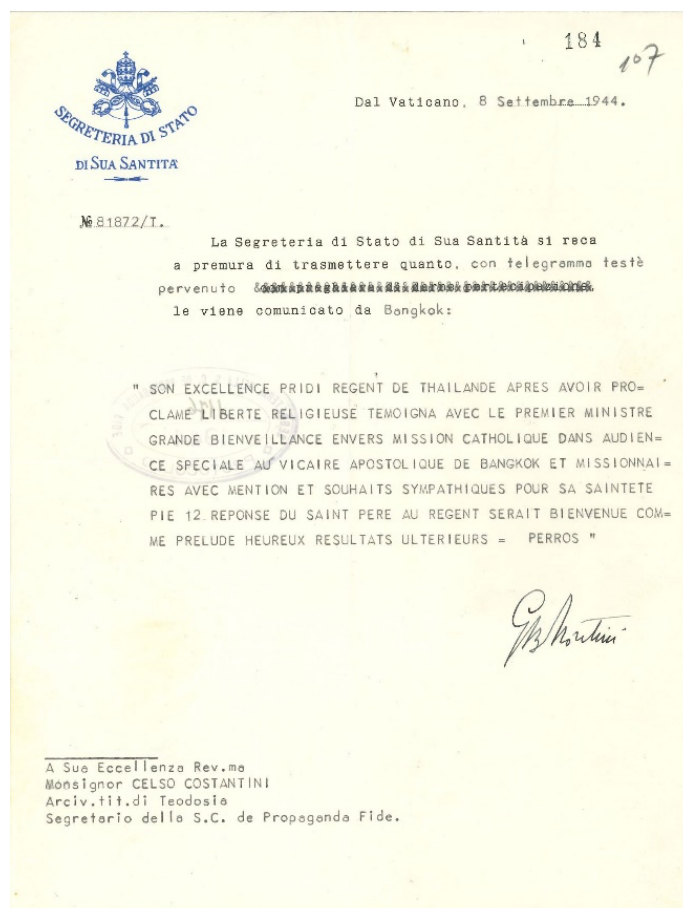 184
107
Dal Vaticano, 8 Settembre 1944.
SEGRETERIA DI STATO
DI SUA SANTITA'
№ 81872/T.
La Segreteria di Stato di Sua Santità si reca
a premura di trasmettere quanto, con telegramma testè
pervenuto
le viene comunicato da Bangkok:
" SON EXCELLENCE PRIDI REGENT DE THAILANDE APRES AVOIR PRO=
CLAME LIBERTE RELIGIEUSE TEMOIGNA AVEC LE PREMIER MINISTRE
GRANDE BIENVEILLANCE ENVERS MISSION CATHOLIQUE DANS AUDIEN=
CE SPECIALE AU VICAIRE APOSTOLIQUE DE BANGKOK ET MISSIONNAI=
RES AVEC MENTION ET SOUHAITS SYMPATHIQUES POUR SA SAINTETE
PIE 12 REPONSE DU SAINT PERE AU REGENT SERAIT BIENVENUE COM=
ME PRELUDE HEUREUX RESULTATS ULTERIEURS = PERROS "
GBMontini
A Sua Eccellenza Rev.ma
Monsignor CELSO COSTANTINI
Arciv.tit.di Teodosia
Segretario della S.C. de Propaganda Fide.